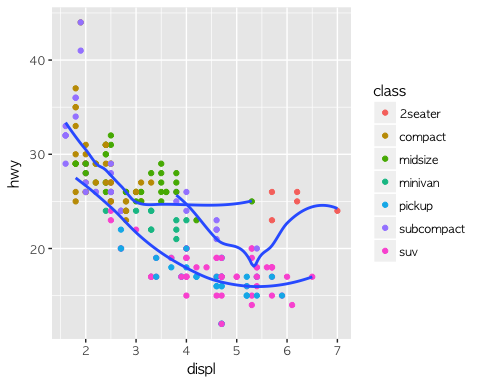 40
30
20
hwy
2
3
4
5
6
7
displ
class
2seater
compact
midsize
minivan
pickup
subcompact
suv